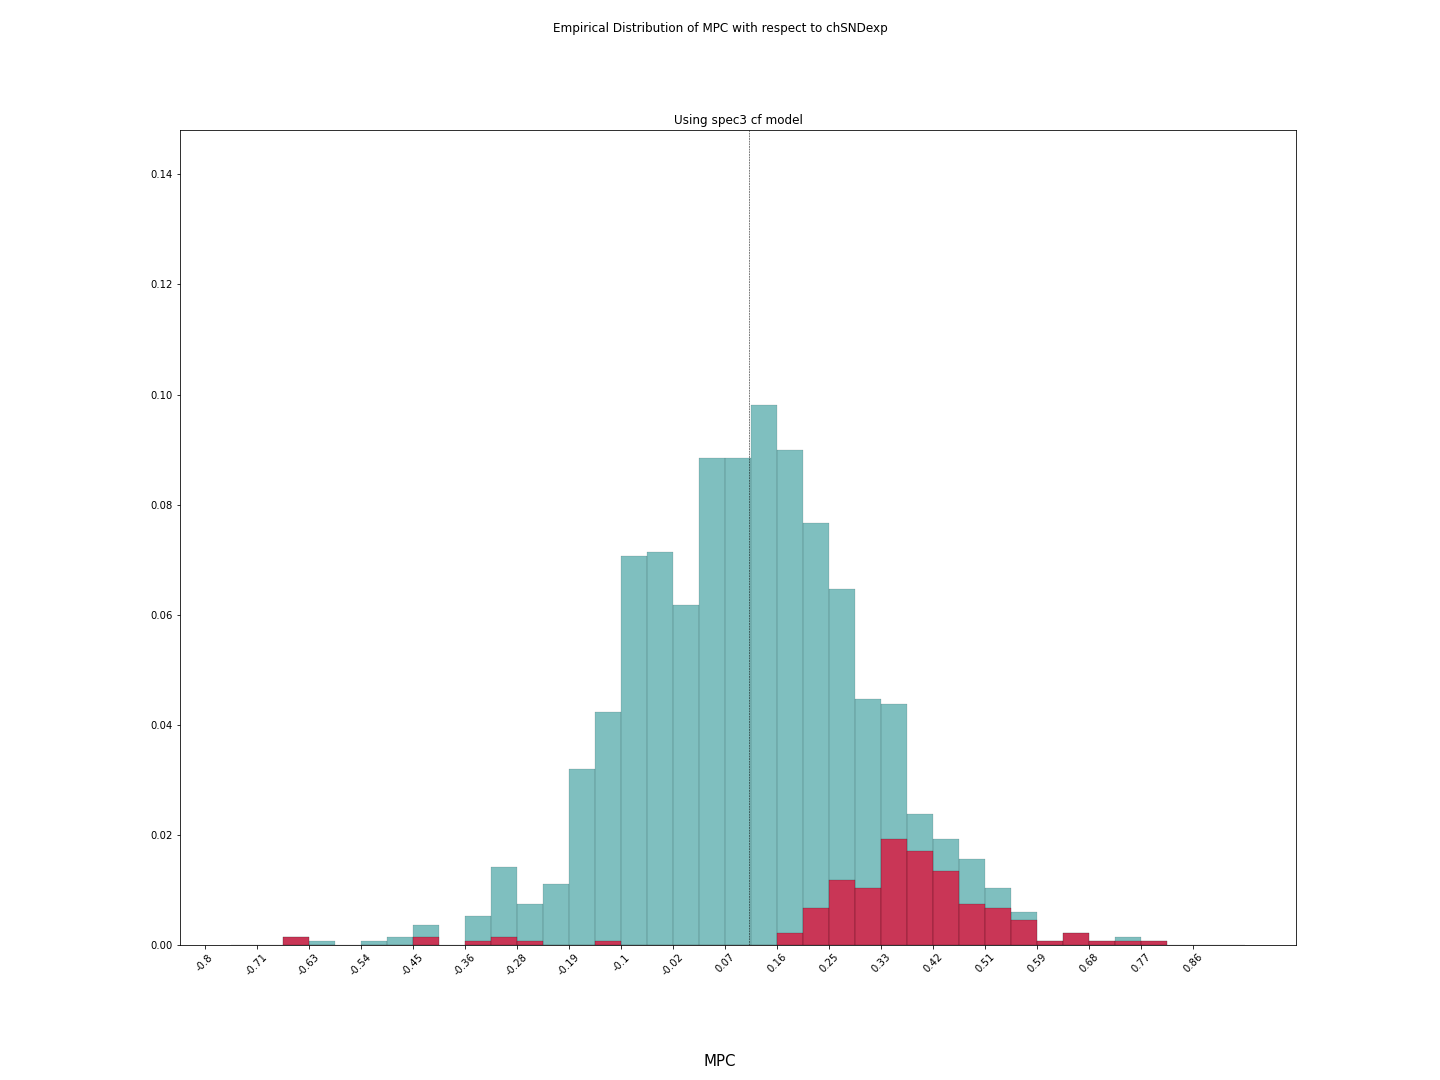 Empirical Distribution of MPC with respect to chSNDexp
Using spec3 cf model
0.14
0.12
0.10
0.08
0.06
0.04
0.02
0.00
-0.8 -0.71 -0.63 -0.54 -0.45 -0.36 -0.28 -0.19 -0.1 -0.02 0.07 0.16 0.25 0.33 0.42 0.51 0.59 0.68 0.77 0.86
MPC